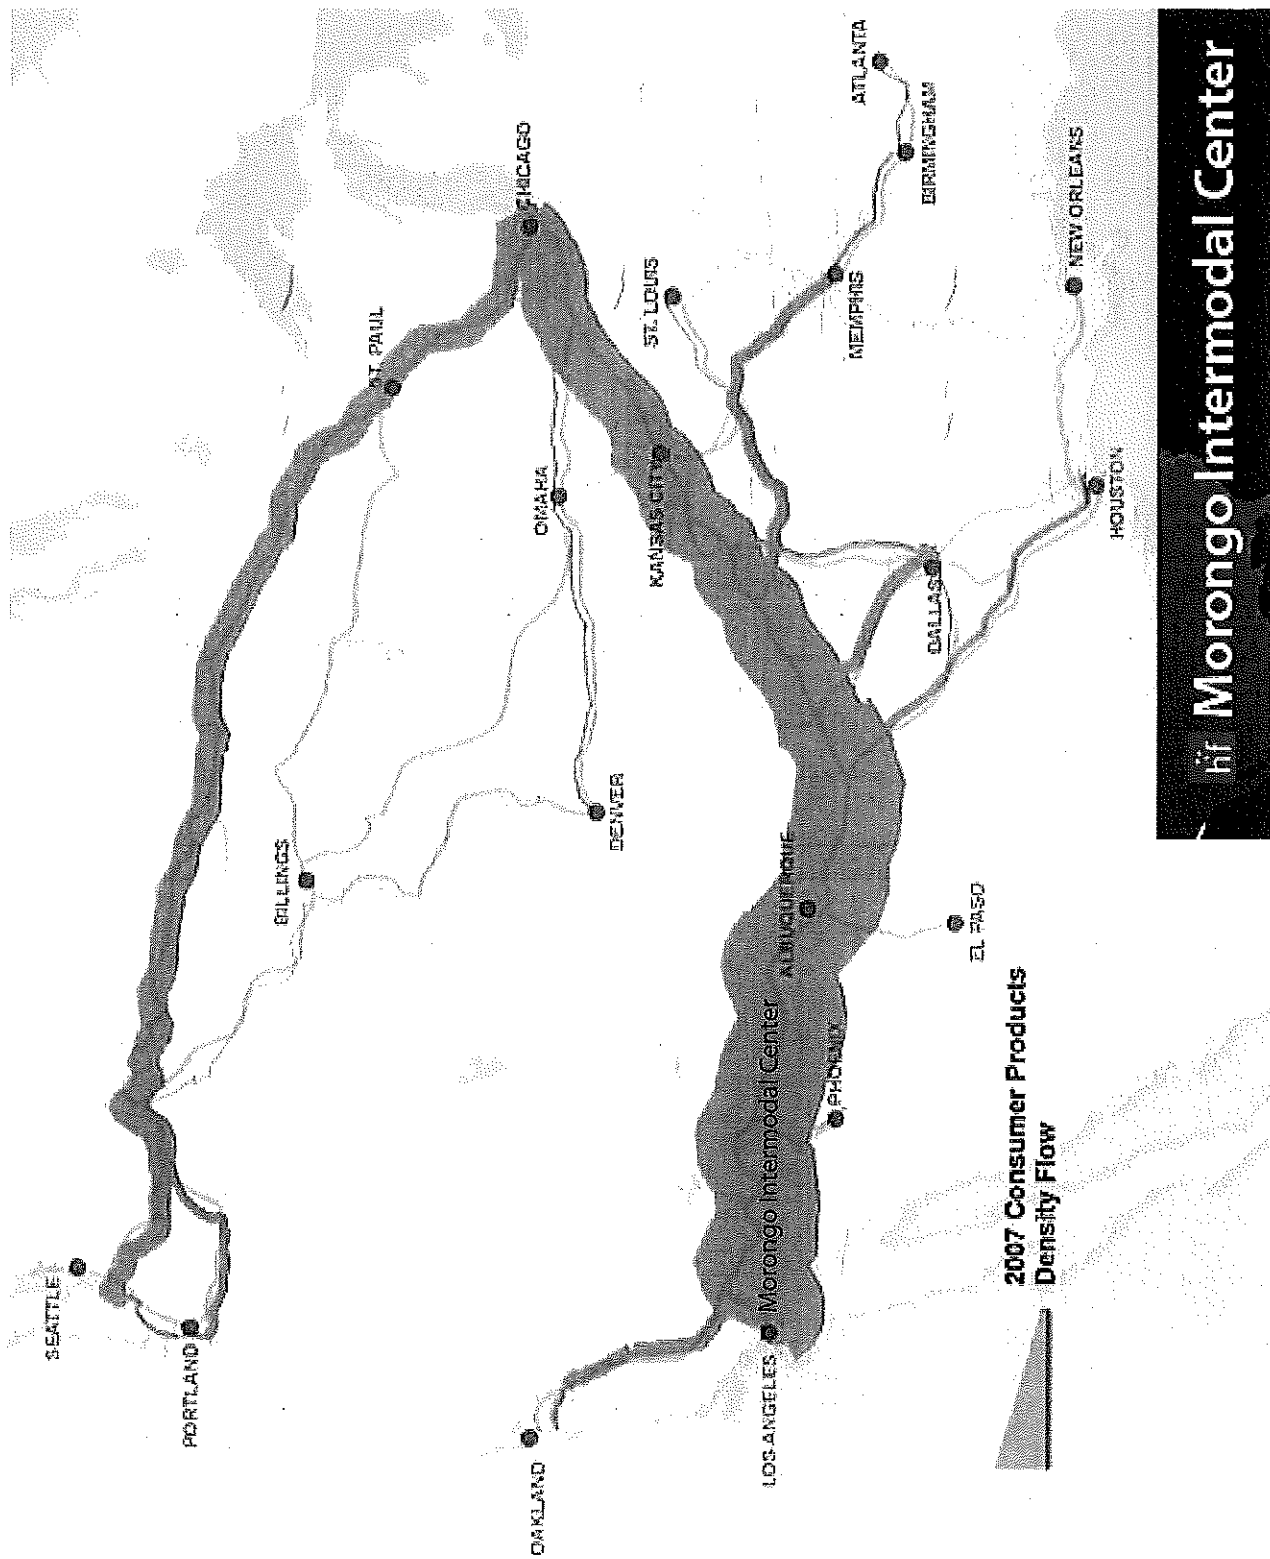 SEATTLE
PORTLAND
OAKLAND
LOS ANGELES
Morongo Intermodal Center
PHOENIX
ALBUQUERQUE
EL PASO
BILLINGS
DENVER
OMAHA
KANSAS CITY
DALLAS
HOUSTON
ST. PAUL
CHICAGO
ST. LOUIS
MEMPHIS
BIRMINGHAM
ATLANTA
NEW ORLEANS
2007 Consumer Products
Density Flow
Morongo Intermodal Center